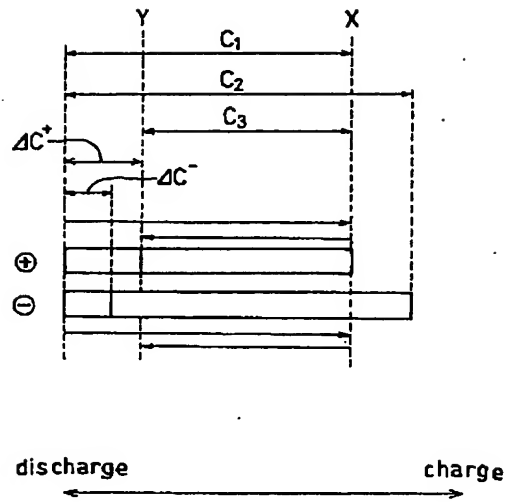 Y X
C₁
C₂
C₃
ΔC⁺
ΔC⁻
⊕
⊖
discharge charge